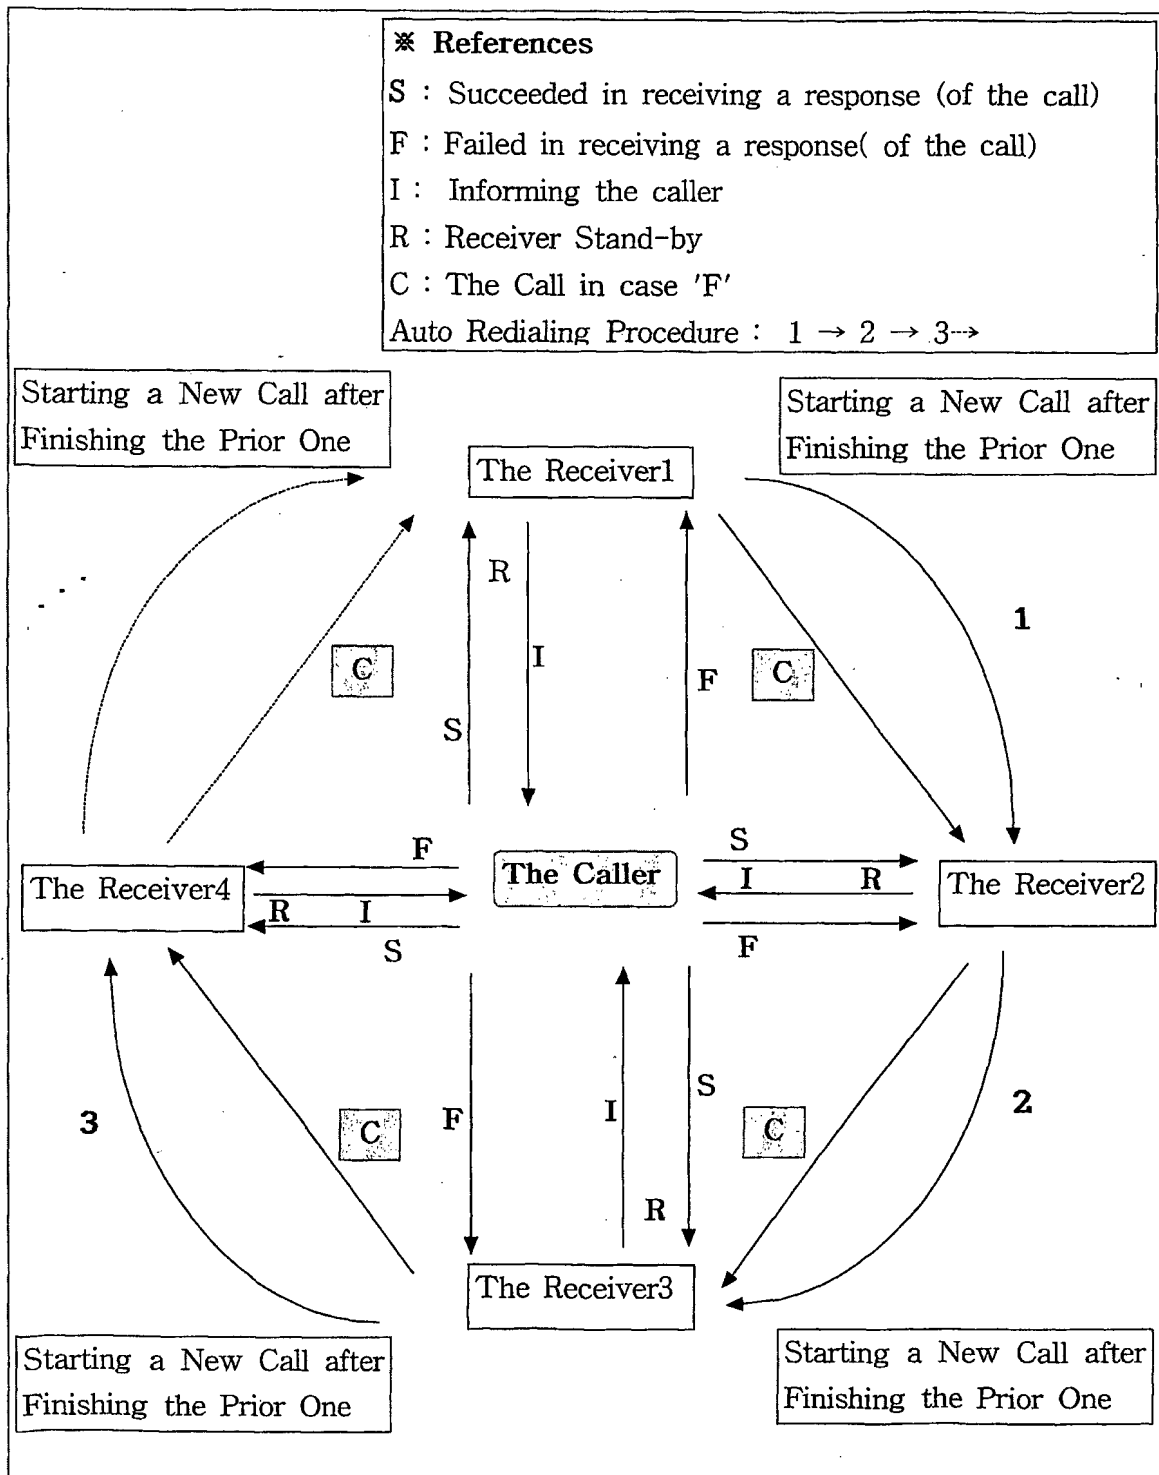 ※ References
S : Succeeded in receiving a response (of the call)
F : Failed in receiving a response( of the call)
I : Informing the caller
R : Receiver Stand-by
C : The Call in case 'F'
Auto Redialing Procedure : 1 → 2 → 3⇢
Starting a New Call after
Finishing the Prior One
Starting a New Call after
Finishing the Prior One
The Receiver1
R
1
I
C
F
C
S
F
S
The Caller
The Receiver4
I
R
The Receiver2
R
I
S
F
3
F
I
S
2
C
C
R
The Receiver3
Starting a New Call after
Finishing the Prior One
Starting a New Call after
Finishing the Prior One